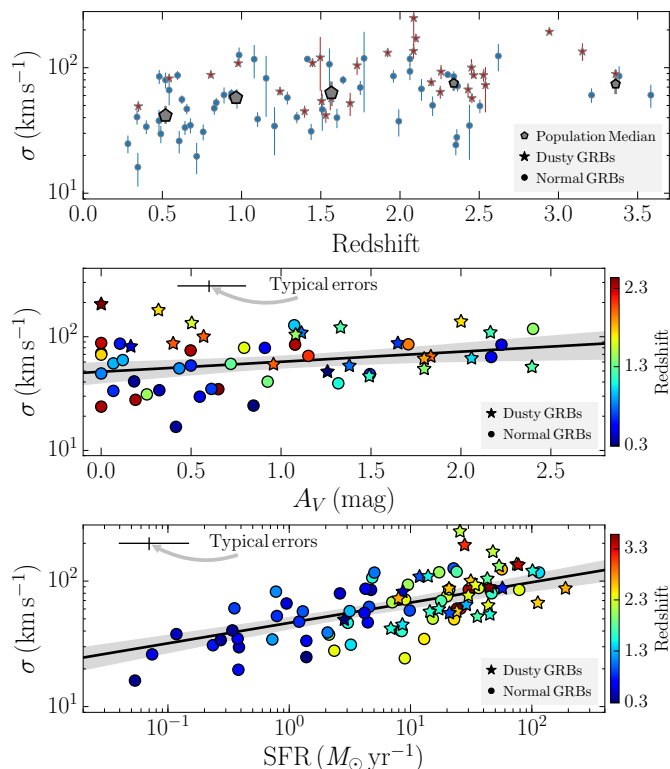 10²
10¹
σ (km s⁻¹)
Population Median
Dusty GRBs
Normal GRBs
0.0 0.5 1.0 1.5 2.0 2.5 3.0 3.5
Redshift
10²
10¹
σ (km s⁻¹)
Typical errors
Dusty GRBs
Normal GRBs
0.0 0.5 1.0 1.5 2.0 2.5
A_V (mag)
2.3
1.3
0.3
Redshift
10²
10¹
σ (km s⁻¹)
Typical errors
Dusty GRBs
Normal GRBs
10⁻¹ 10⁰ 10¹ 10²
SFR (M⊙ yr⁻¹)
3.3
2.3
1.3
0.3
Redshift